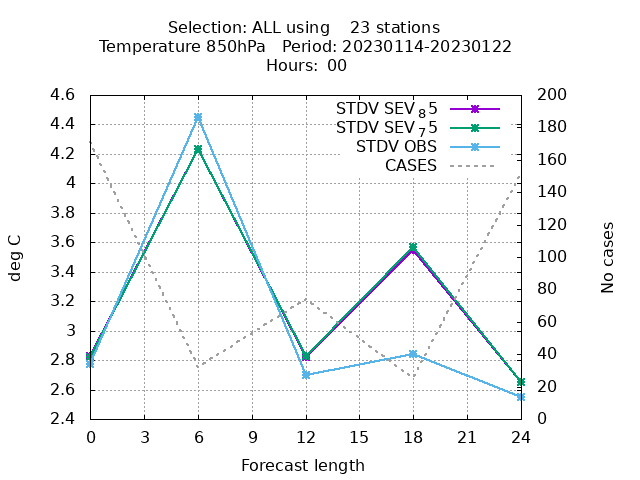 Selection: ALL using 23 stations
Temperature 850hPa Period: 20230114-20230122
Hours: 00
STDV SEV 8 5
STDV SEV 7 5
STDV OBS
CASES
deg C
4.6
4.4
4.2
4
3.8
3.6
3.4
3.2
3
2.8
2.6
2.4
No cases
200
180
160
140
120
100
80
60
40
20
0
0 3 6 9 12 15 18 21 24
Forecast length